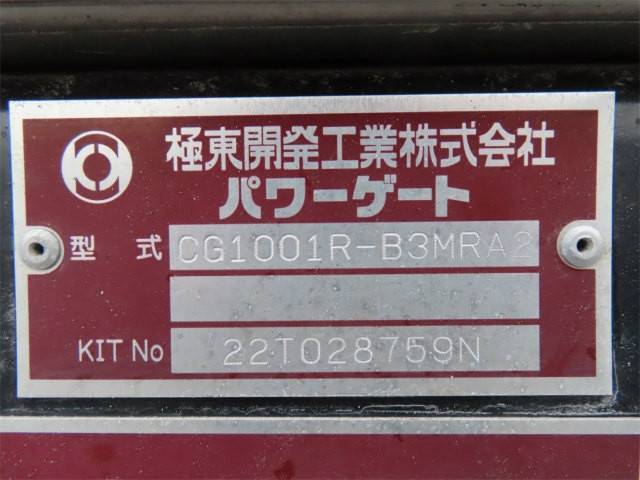 極東開発工業株式会社
パワーゲート
型式 CG1001R-B3MRA2
KIT No 22T028759N